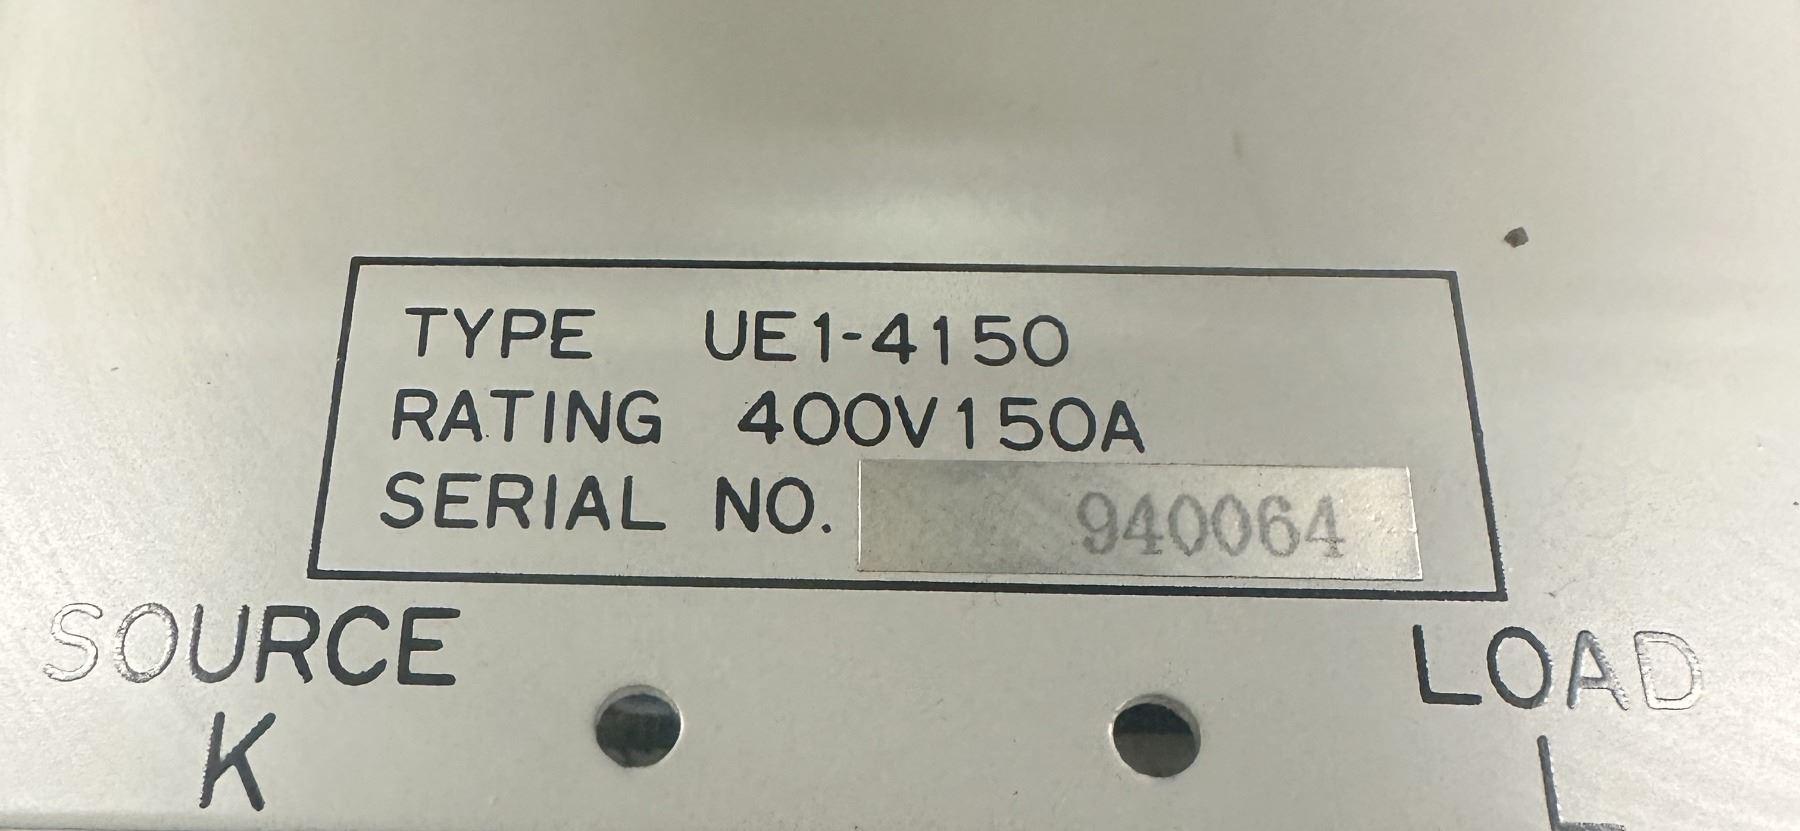 TYPE UE1-4150
RATING 400V150A
SERIAL NO. 940064
SOURCE LOAD
K L